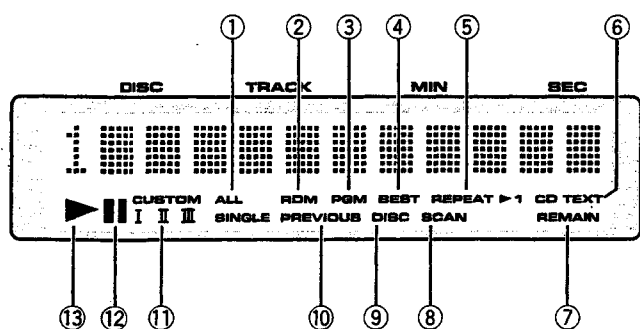 ① ② ③ ④ ⑤ ⑥
DISC TRACK MIN SEC
1
CUSTOM ALL RDM PGM BEST REPEAT ►1 CD TEXT
► ▌▌ I II III SINGLE PREVIOUS DISC SCAN REMAIN
⑬ ⑫ ⑪ ⑩ ⑨ ⑧ ⑦